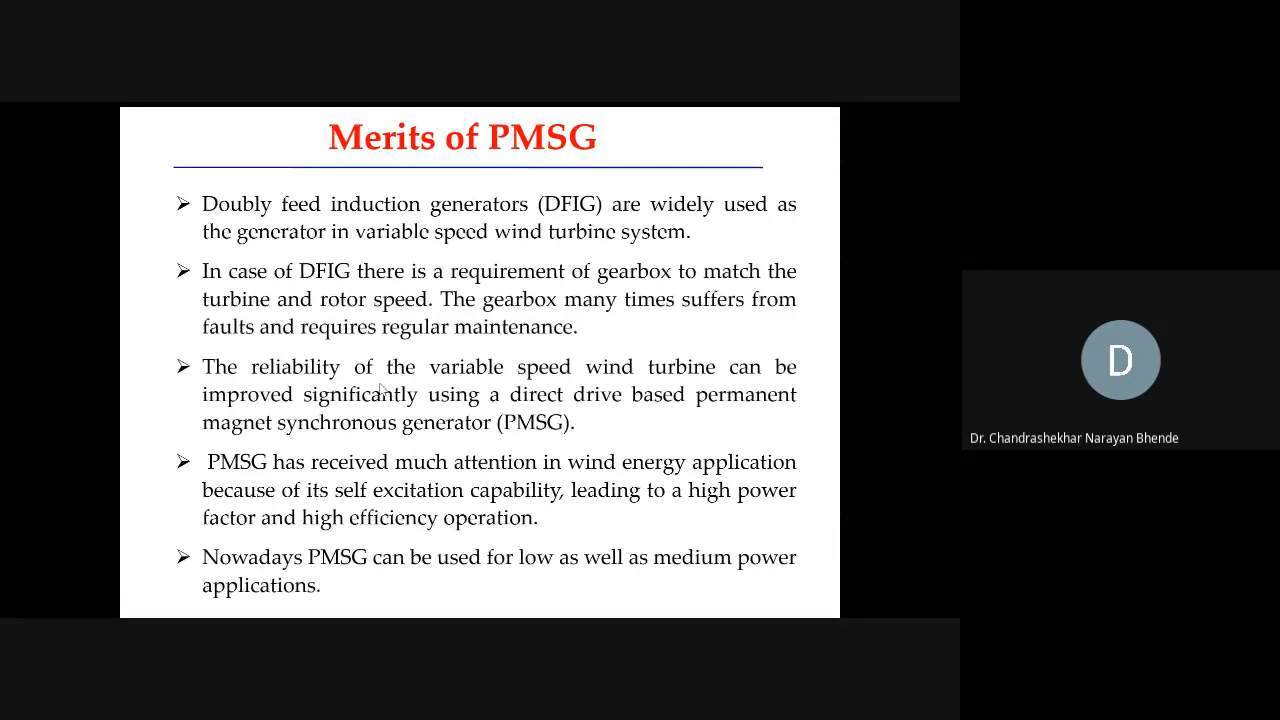 Merits of PMSG
➢ Doubly feed induction generators (DFIG) are widely used as
the generator in variable speed wind turbine system.
➢ In case of DFIG there is a requirement of gearbox to match the
turbine and rotor speed. The gearbox many times suffers from
faults and requires regular maintenance.
➢ The reliability of the variable speed wind turbine can be
improved significantly using a direct drive based permanent
magnet synchronous generator (PMSG).
➢ PMSG has received much attention in wind energy application
because of its self excitation capability, leading to a high power
factor and high efficiency operation.
➢ Nowadays PMSG can be used for low as well as medium power
applications.
D
Dr. Chandrashekhar Narayan Bhende